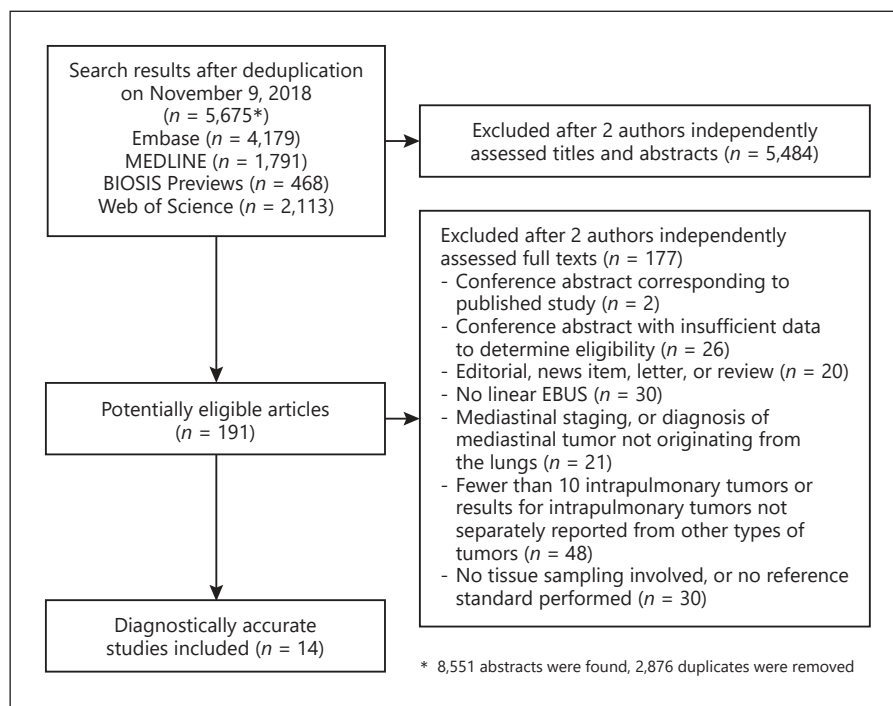 Search results after deduplication
on November 9, 2018
(n = 5,675*)
Embase (n = 4,179)
MEDLINE (n = 1,791)
BIOSIS Previews (n = 468)
Web of Science (n = 2,113)
Excluded after 2 authors independently
assessed titles and abstracts (n = 5,484)
Potentially eligible articles
(n = 191)
Excluded after 2 authors independently
assessed full texts (n = 177)
- Conference abstract corresponding to
published study (n = 2)
- Conference abstract with insufficient data
to determine eligibility (n = 26)
- Editorial, news item, letter, or review (n = 20)
- No linear EBUS (n = 30)
- Mediastinal staging, or diagnosis of
mediastinal tumor not originating from
the lungs (n = 21)
- Fewer than 10 intrapulmonary tumors or
results for intrapulmonary tumors not
separately reported from other types of
tumors (n = 48)
- No tissue sampling involved, or no reference
standard performed (n = 30)
Diagnostically accurate
studies included (n = 14)
* 8,551 abstracts were found, 2,876 duplicates were removed